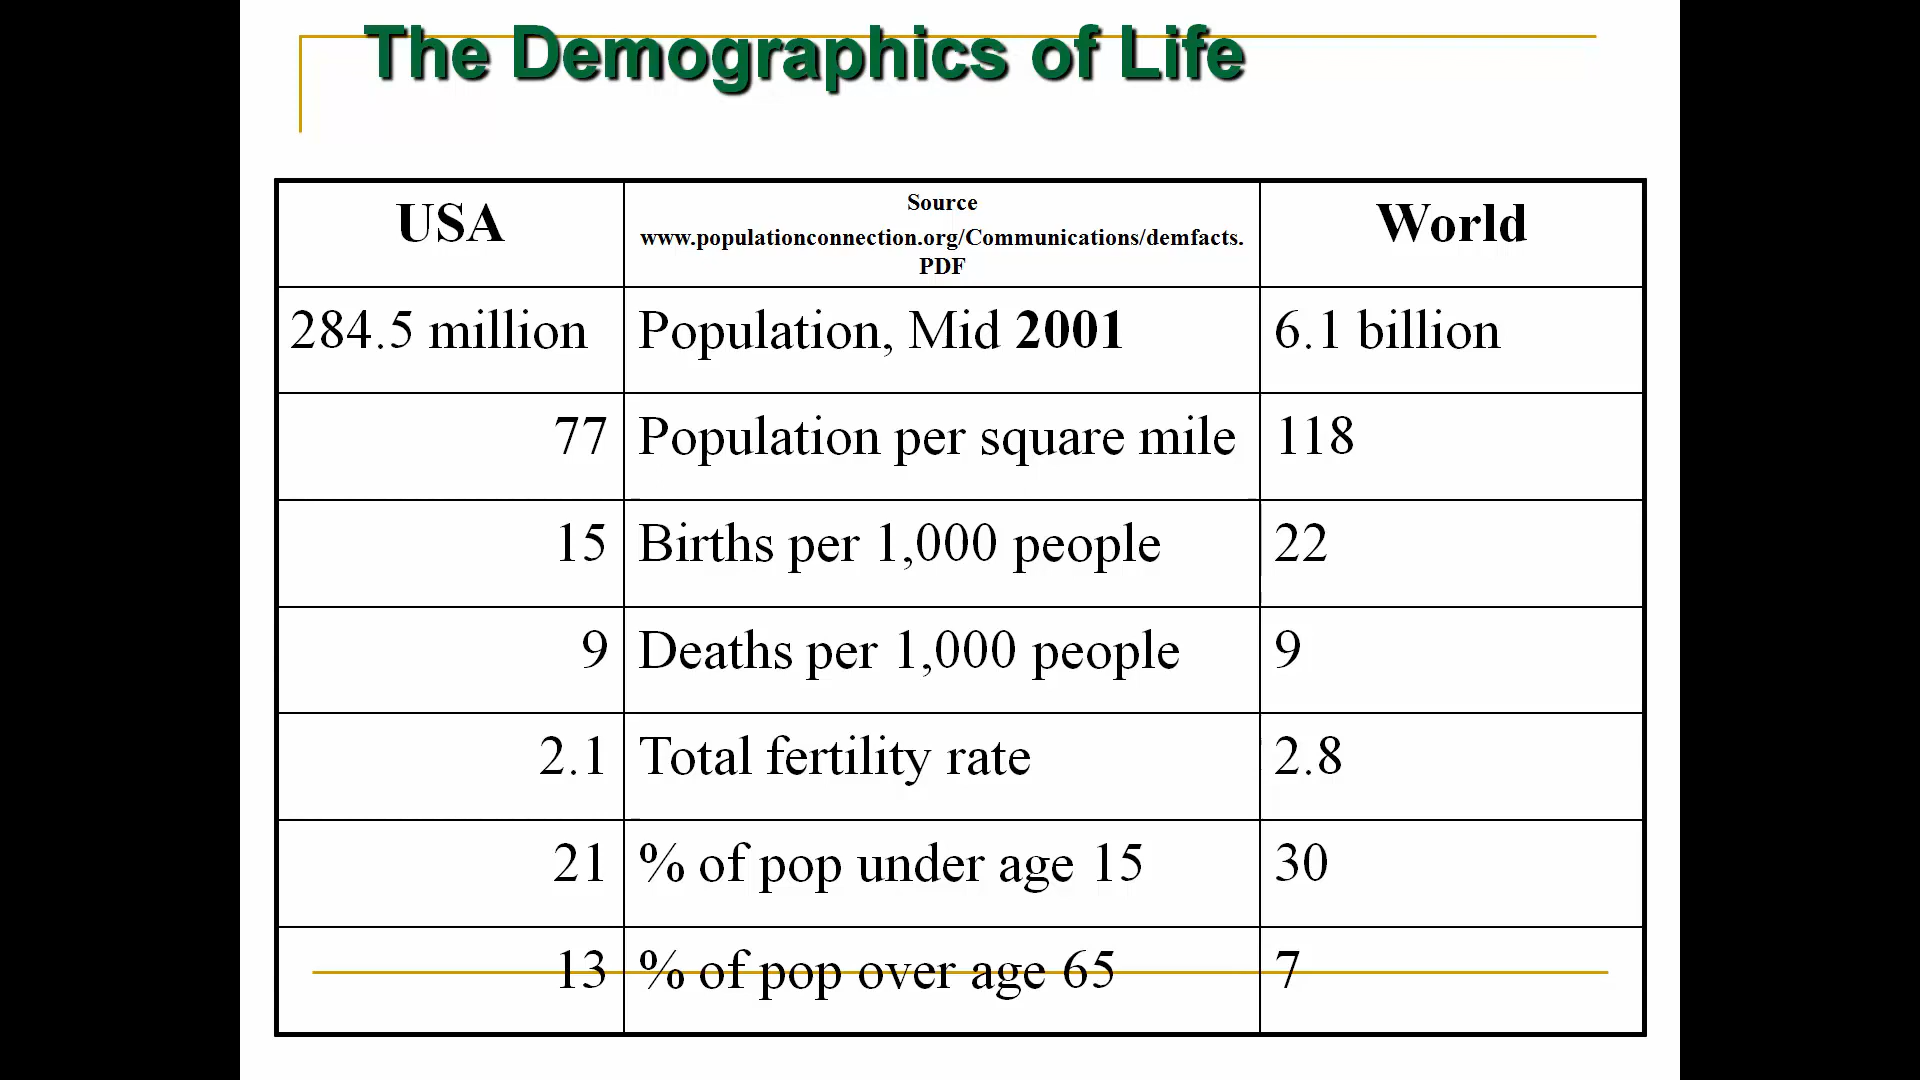 The Demographics of Life
USA
Source
www.populationconnection.org/Communications/demfacts.
PDF
World
284.5 million
Population, Mid 2001
6.1 billion
77
Population per square mile
118
15
Births per 1,000 people
22
9
Deaths per 1,000 people
9
2.1
Total fertility rate
2.8
21
% of pop under age 15
30
13
% of pop over age 65
7